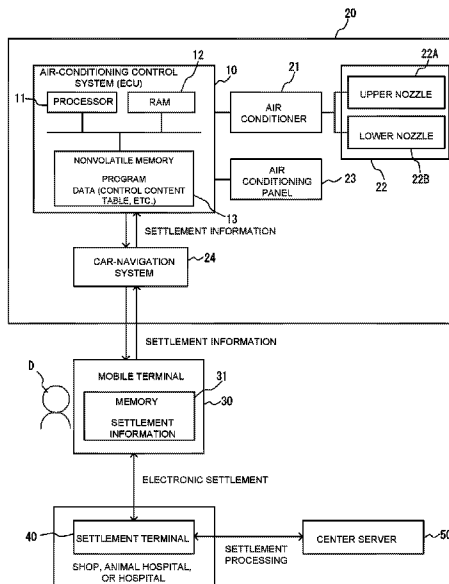 20
AIR-CONDITIONING CONTROL
SYSTEM (ECU)
12
10
21
22A
11
PROCESSOR
RAM
AIR
CONDITIONER
UPPER NOZZLE
LOWER NOZZLE
NONVOLATILE MEMORY
PROGRAM
DATA (CONTROL CONTENT
TABLE, ETC.)
AIR
CONDITIONING
PANEL
22
22B
23
13
SETTLEMENT INFORMATION
CAR-NAVIGATION
SYSTEM
24
SETTLEMENT INFORMATION
D
MOBILE TERMINAL
31
MEMORY
SETTLEMENT
INFORMATION
30
ELECTRONIC SETTLEMENT
40
SETTLEMENT TERMINAL
SETTLEMENT
PROCESSING
CENTER SERVER
50
SHOP, ANIMAL HOSPITAL,
OR HOSPITAL